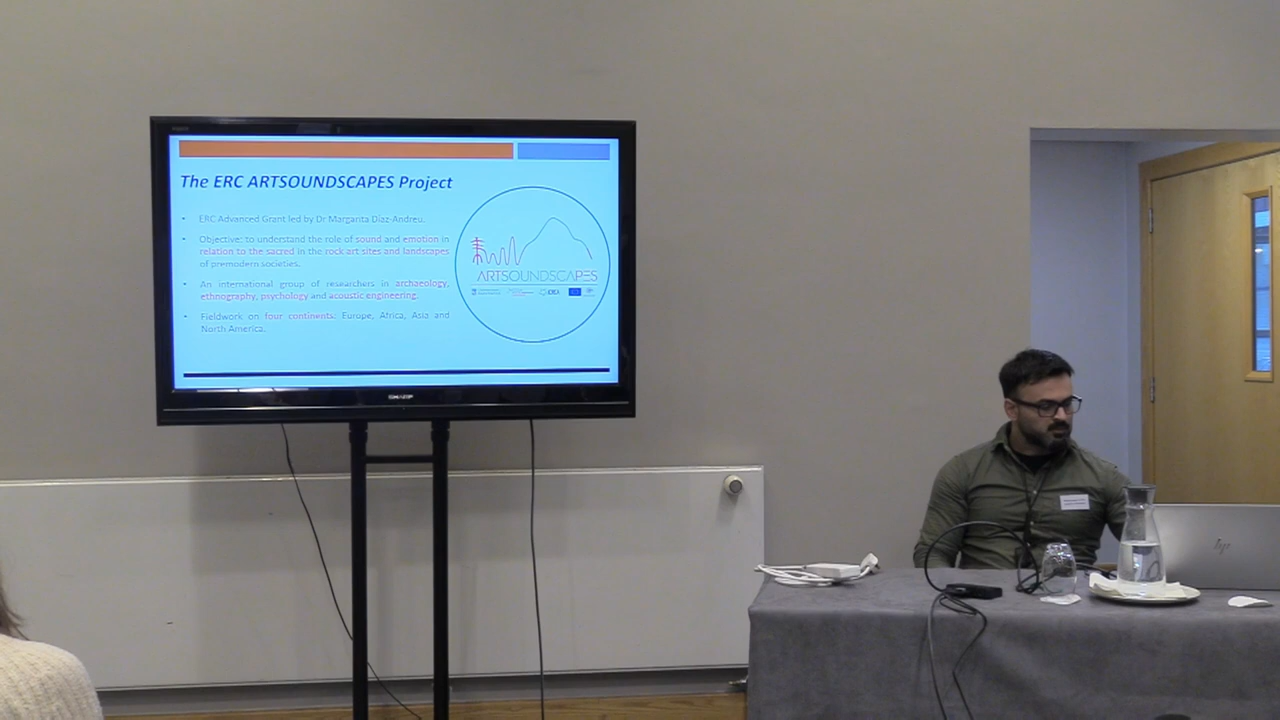 The ERC ARTSOUNDSCAPES Project
• ERC Advanced Grant led by Dr Margarita Díaz-Andreu.
• Objective: to understand the role of sound and emotion in
relation to the sacred in the rock art sites and landscapes
of premodern societies.
• An international group of researchers in archaeology,
ethnography, psychology and acoustic engineering.
• Fieldwork on four continents: Europe, Africa, Asia and
North America.
ARTSOUNDSCAPES
SHARP
hp